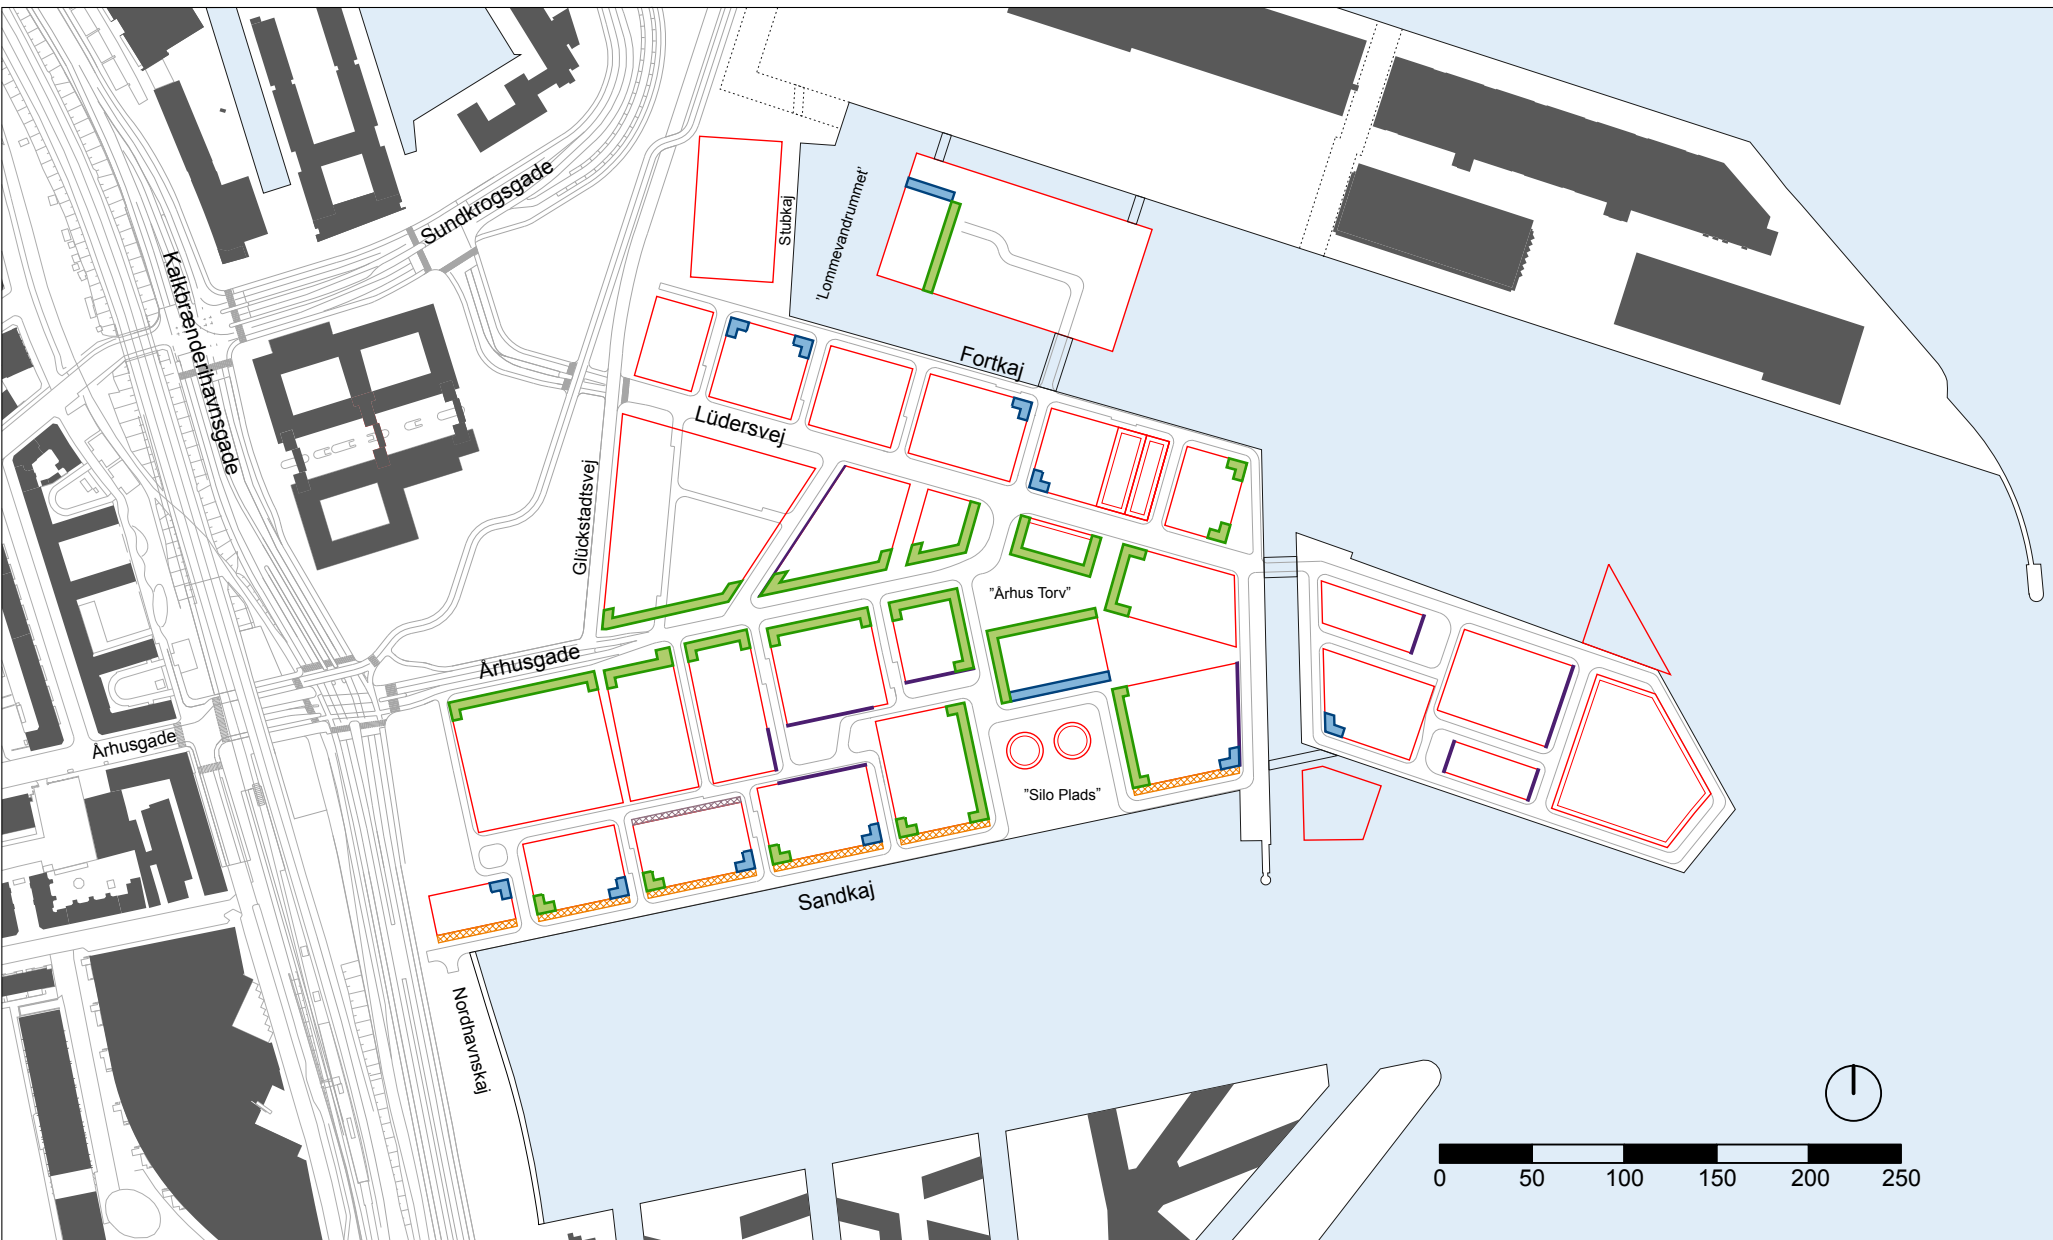 Sundkrogsgade
Stubkaj
'Lommevandrummet'
Kalkbrænderihavnsgade
Fortkaj
Lüdersvej
Glückstadtsvej
"Århus Torv"
Århusgade
Århusgade
"Silo Plads"
Sandkaj
Nordhavnskaj
0 50 100 150 200 250